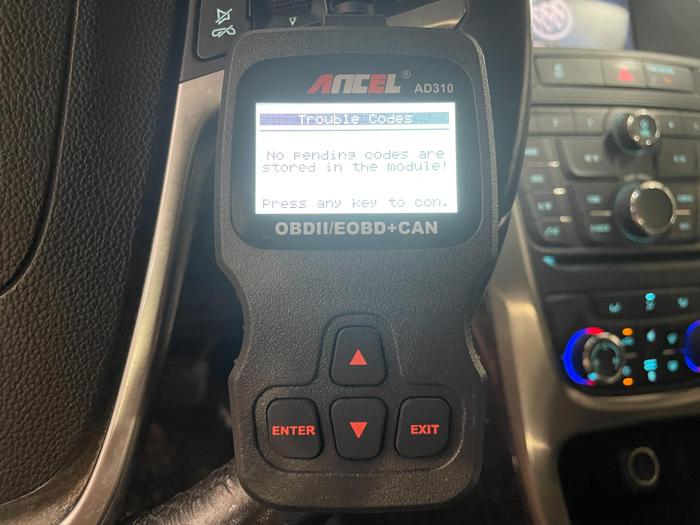 ANCEL®
AD310
Trouble Codes
No pending codes are
stored in the module!
Press any key to con.
OBDII/EOBD+CAN
ENTER
EXIT